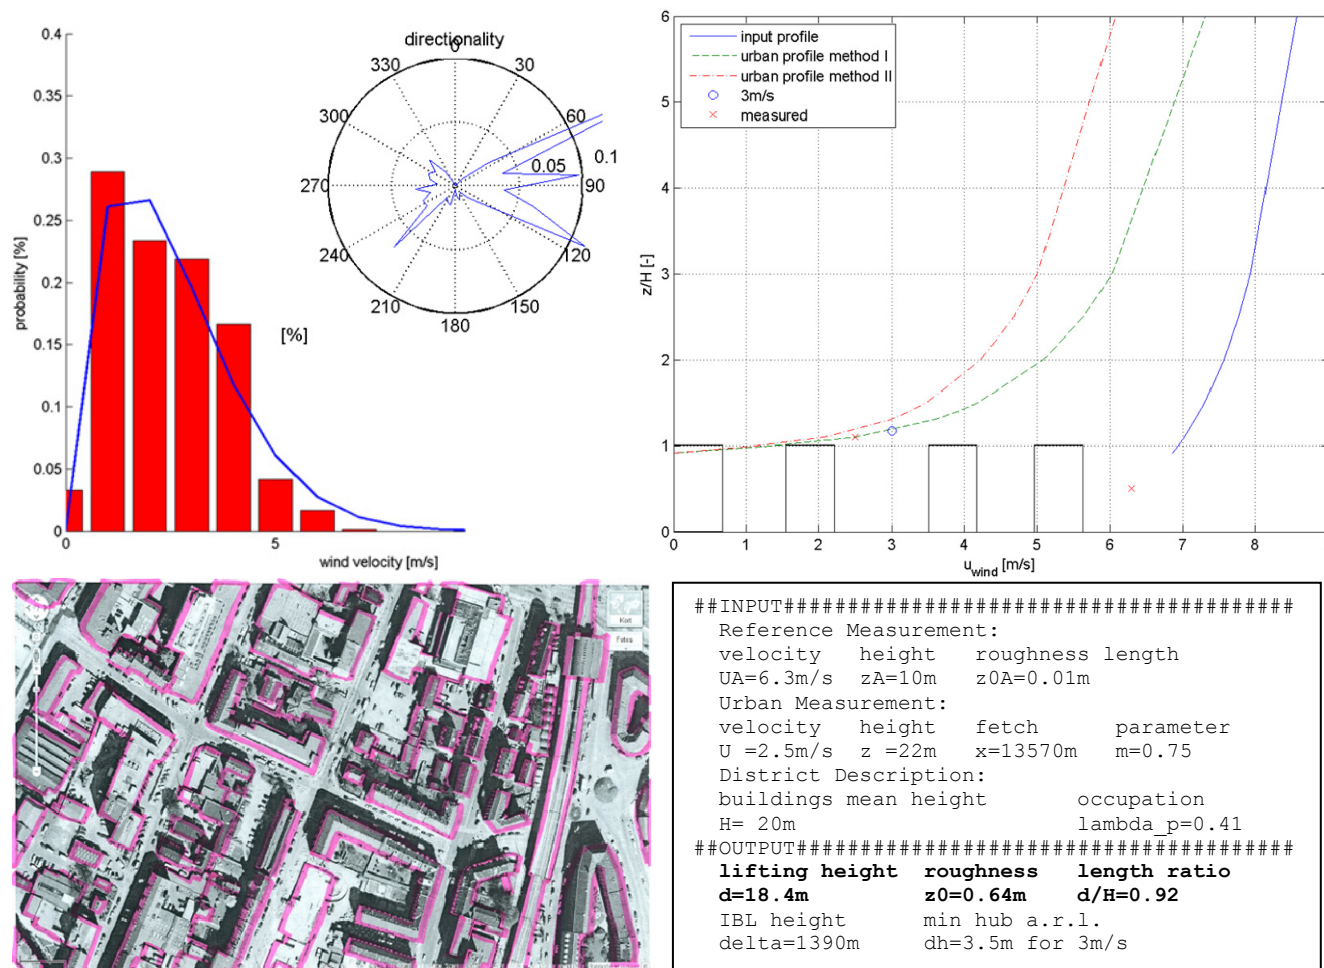 0.4
0.35
0.3
0.25
0.2
0.15
0.1
0.05
0
probability [%]
0
5
wind velocity [m/s]
directionality
0
30
60
90
120
150
180
210
240
270
300
330
0.05
0.1
[%]
6
5
4
3
2
1
0
z/H [-]
input profile
urban profile method I
urban profile method II
3m/s
measured
0 1 2 3 4 5 6 7 8
u_wind [m/s]
Kart
##INPUT########################################
Reference Measurement:
velocity height roughness length
UA=6.3m/s zA=10m z0A=0.01m
Urban Measurement:
velocity height fetch parameter
U =2.5m/s z =22m x=13570m m=0.75
District Description:
buildings mean height occupation
H= 20m lambda_p=0.41
##OUTPUT#######################################
lifting height roughness length ratio
d=18.4m z0=0.64m d/H=0.92
IBL height min hub a.r.l.
delta=1390m dh=3.5m for 3m/s